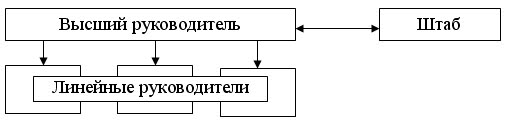 Высший руководитель
Штаб
Линейные руководители